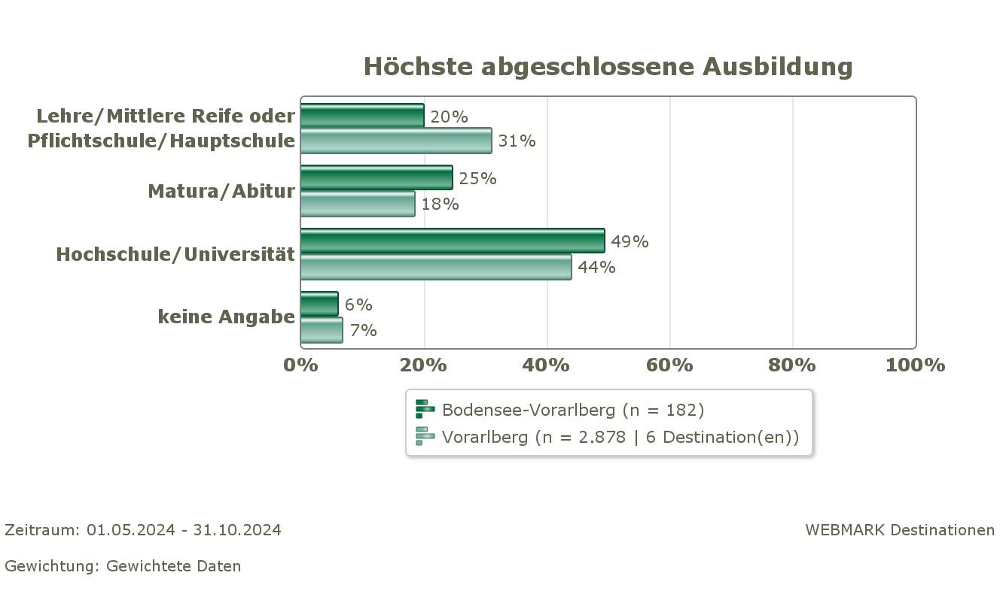 Höchste abgeschlossene Ausbildung
Lehre/Mittlere Reife oder
Pflichtschule/Hauptschule
20%
31%
Matura/Abitur
25%
18%
Hochschule/Universität
49%
44%
keine Angabe
6%
7%
0% 20% 40% 60% 80% 100%
Bodensee-Vorarlberg (n = 182)
Vorarlberg (n = 2.878 | 6 Destination(en))
Zeitraum: 01.05.2024 - 31.10.2024
WEBMARK Destinationen
Gewichtung: Gewichtete Daten